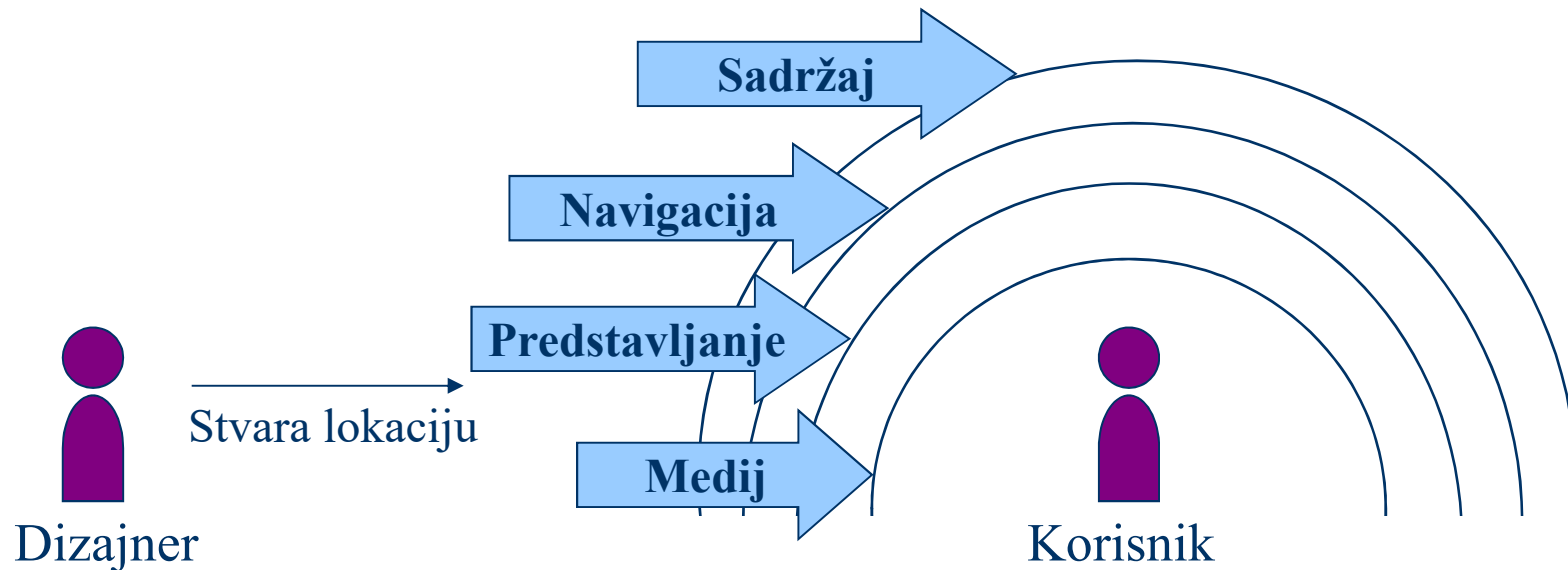 Sadržaj
Navigacija
Predstavljanje
Stvara lokaciju
Medij
Dizajner
Korisnik